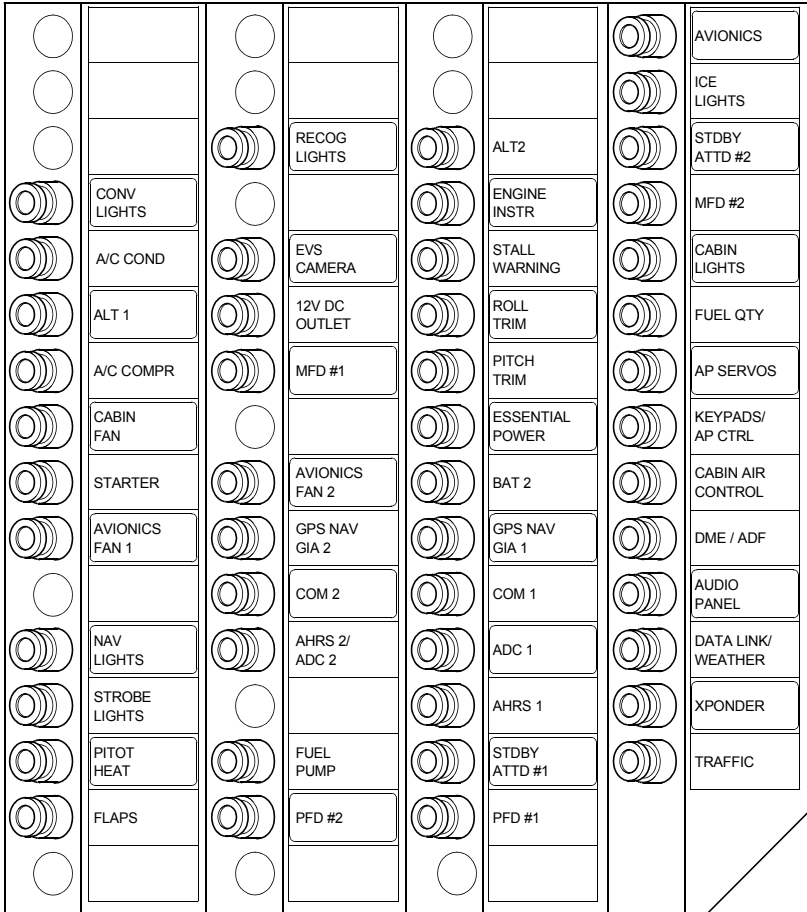 CONV
LIGHTS
A/C COND
ALT 1
A/C COMPR
CABIN
FAN
STARTER
AVIONICS
FAN 1
NAV
LIGHTS
STROBE
LIGHTS
PITOT
HEAT
FLAPS
RECOG
LIGHTS
EVS
CAMERA
12V DC
OUTLET
MFD #1
AVIONICS
FAN 2
GPS NAV
GIA 2
COM 2
AHRS 2/
ADC 2
FUEL
PUMP
PFD #2
ALT2
ENGINE
INSTR
STALL
WARNING
ROLL
TRIM
PITCH
TRIM
ESSENTIAL
POWER
BAT 2
GPS NAV
GIA 1
COM 1
ADC 1
AHRS 1
STDBY
ATTD #1
PFD #1
AVIONICS
ICE
LIGHTS
STDBY
ATTD #2
MFD #2
CABIN
LIGHTS
FUEL QTY
AP SERVOS
KEYPADS/
AP CTRL
CABIN AIR
CONTROL
DME / ADF
AUDIO
PANEL
DATA LINK/
WEATHER
XPONDER
TRAFFIC